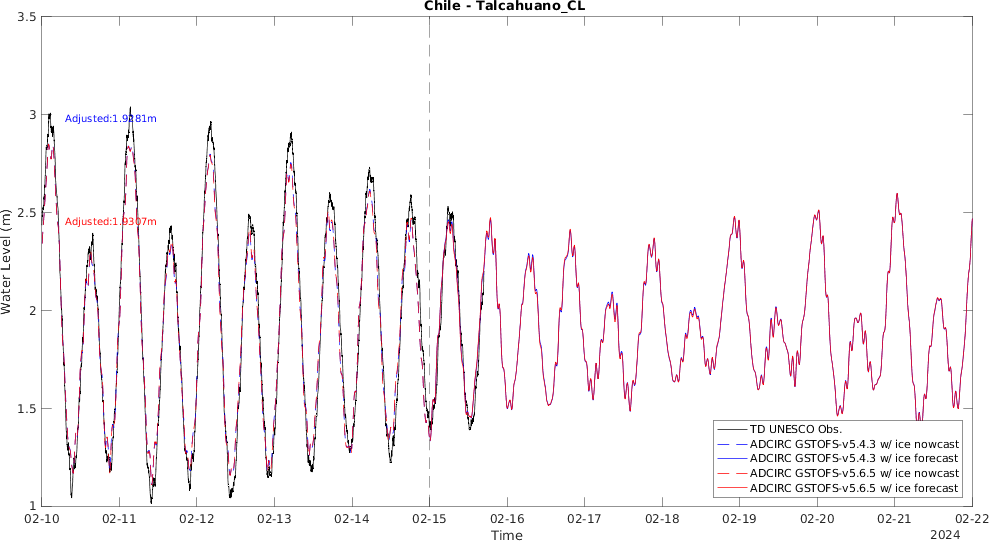 Chile - Talcahuano_CL
3.5
3
2.5
2
1.5
1
Water Level (m)
Adjusted:1.9281m
Adjusted:1.9307m
TD UNESCO Obs.
ADCIRC GSTOFS-v5.4.3 w/ ice nowcast
ADCIRC GSTOFS-v5.4.3 w/ ice forecast
ADCIRC GSTOFS-v5.6.5 w/ ice nowcast
ADCIRC GSTOFS-v5.6.5 w/ ice forecast
02-10 02-11 02-12 02-13 02-14 02-15 02-16 02-17 02-18 02-19 02-20 02-21 02-22
Time
2024